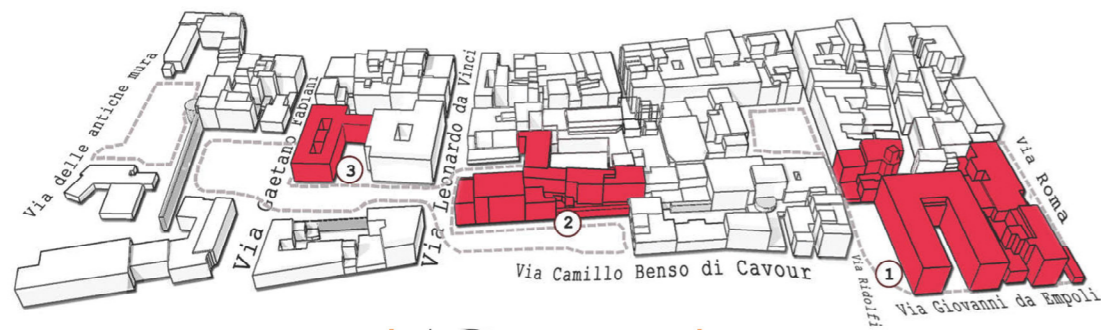 Via delle antiche mura
Via Gaetano Fabiani
Via Leonardo da Vinci
Via Roma
3
2
Via Camillo Benso di Cavour
1
Via Ridolfi
Via Giovanni da Empoli